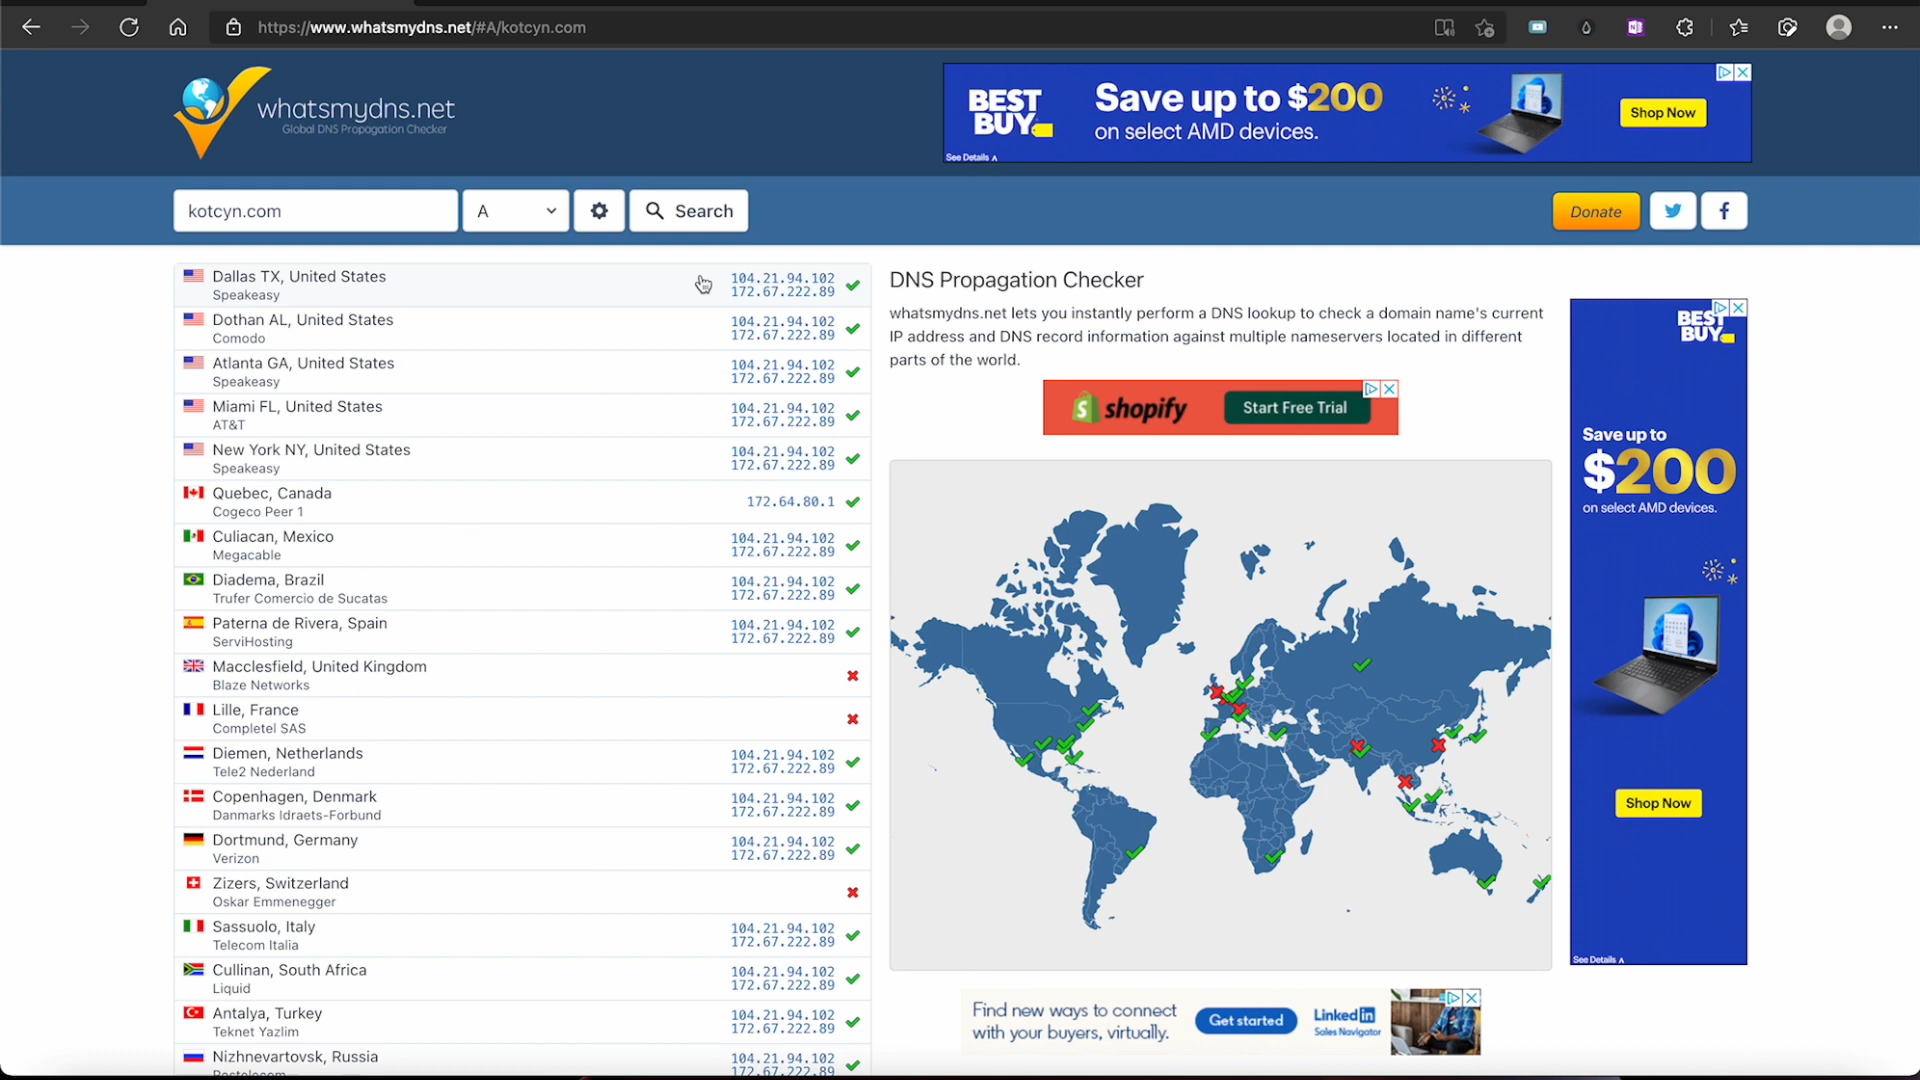 https://www.whatsmydns.net/#A/kotcyn.com
whatsmydns.net
Global DNS Propagation Checker
BEST
BUY
Save up to $200
on select AMD devices.
Shop Now
See Details
kotcyn.com
A
Search
Donate
Dallas TX, United States
Speakeasy
104.21.94.102
172.67.222.89
Dothan AL, United States
Comodo
104.21.94.102
172.67.222.89
Atlanta GA, United States
Speakeasy
104.21.94.102
172.67.222.89
Miami FL, United States
AT&T
104.21.94.102
172.67.222.89
New York NY, United States
Speakeasy
104.21.94.102
172.67.222.89
Quebec, Canada
Cogeco Peer 1
172.64.80.1
Culiacan, Mexico
Megacable
104.21.94.102
172.67.222.89
Diadema, Brazil
Trufer Comercio de Sucatas
104.21.94.102
172.67.222.89
Paterna de Rivera, Spain
ServiHosting
104.21.94.102
172.67.222.89
Macclesfield, United Kingdom
Blaze Networks
Lille, France
Completel SAS
Diemen, Netherlands
Tele2 Nederland
104.21.94.102
172.67.222.89
Copenhagen, Denmark
Danmarks Idraets-Forbund
104.21.94.102
172.67.222.89
Dortmund, Germany
Verizon
104.21.94.102
172.67.222.89
Zizers, Switzerland
Oskar Emmenegger
Sassuolo, Italy
Telecom Italia
104.21.94.102
172.67.222.89
Cullinan, South Africa
Liquid
104.21.94.102
172.67.222.89
Antalya, Turkey
Teknet Yazlim
104.21.94.102
172.67.222.89
Nizhnevartovsk, Russia
Rostelecom
104.21.94.102
172.67.222.89
DNS Propagation Checker
whatsmydns.net lets you instantly perform a DNS lookup to check a domain name's current
IP address and DNS record information against multiple nameservers located in different
parts of the world.
shopify
Start Free Trial
BEST
BUY
Save up to
$200
on select AMD devices.
Shop Now
See Details
Find new ways to connect
with your buyers, virtually.
Get started
Linked in
Sales Navigator